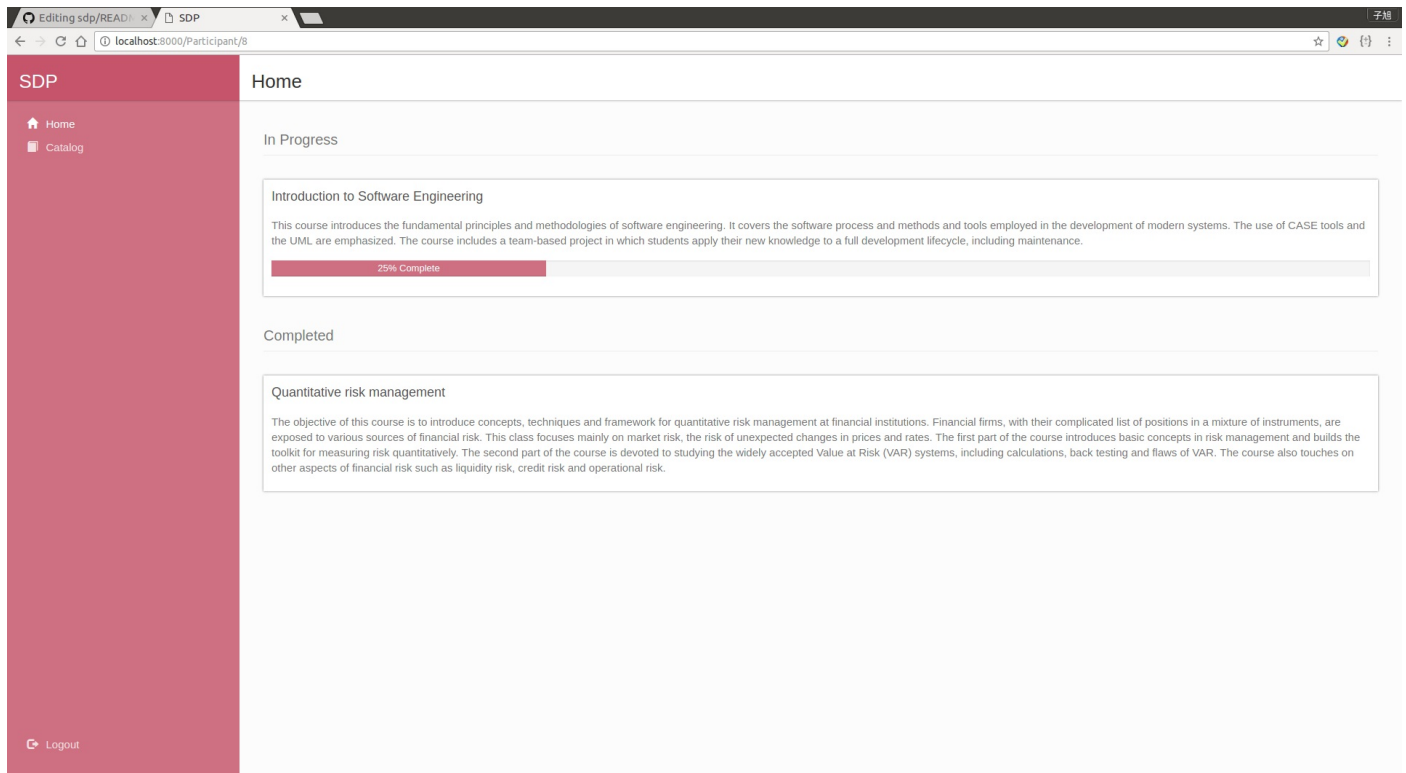 Editing sdp/READ
SDP
子旭
localhost:8000/Participant/8
SDP
Home
Home
Catalog
In Progress
Introduction to Software Engineering
This course introduces the fundamental principles and methodologies of software engineering. It covers the software process and methods and tools employed in the development of modern systems. The use of CASE tools and
the UML are emphasized. The course includes a team-based project in which students apply their new knowledge to a full development lifecycle, including maintenance.
25% Complete
Completed
Quantitative risk management
The objective of this course is to introduce concepts, techniques and framework for quantitative risk management at financial institutions. Financial firms, with their complicated list of positions in a mixture of instruments, are
exposed to various sources of financial risk. This class focuses mainly on market risk, the risk of unexpected changes in prices and rates. The first part of the course introduces basic concepts in risk management and builds the
toolkit for measuring risk quantitatively. The second part of the course is devoted to studying the widely accepted Value at Risk (VAR) systems, including calculations, back testing and flaws of VAR. The course also touches on
other aspects of financial risk such as liquidity risk, credit risk and operational risk.
Logout